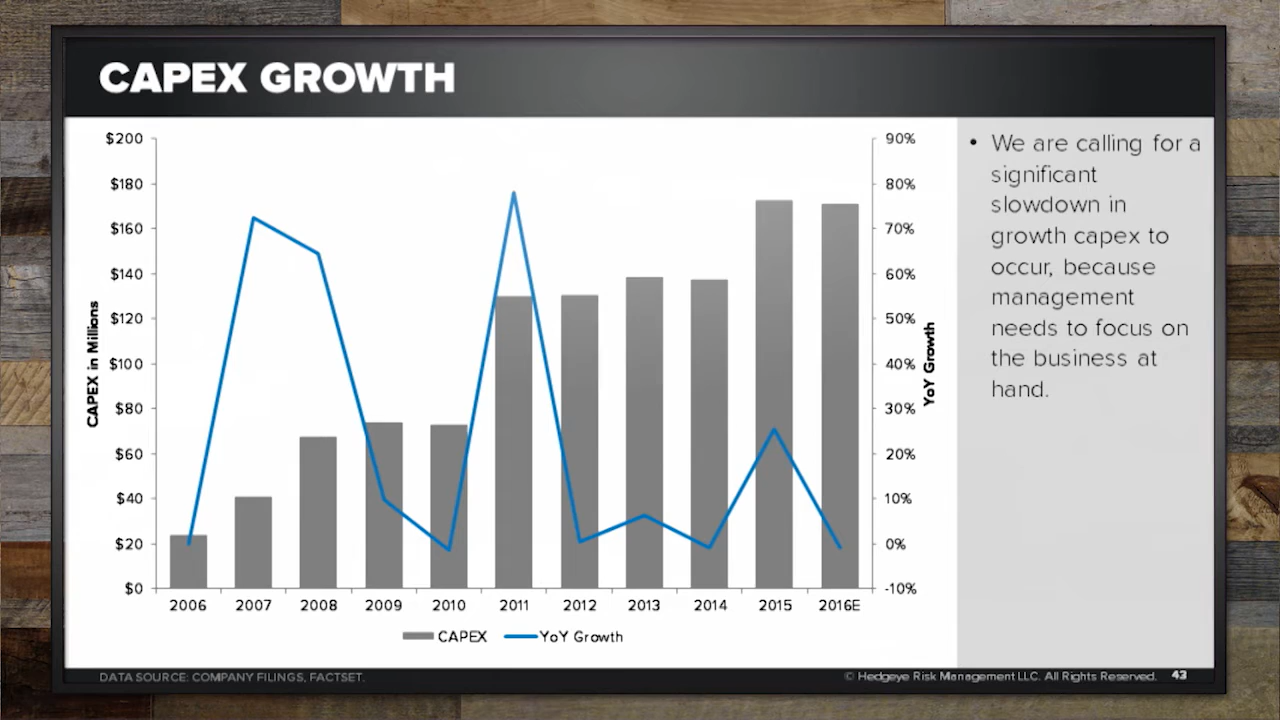 CAPEX GROWTH
$200
$180
$160
$140
$120
$100
$80
$60
$40
$20
$0
CAPEX in Millions
90%
80%
70%
60%
50%
40%
30%
20%
10%
0%
-10%
YoY Growth
2006 2007 2008 2009 2010 2011 2012 2013 2014 2015 2016E
CAPEX YoY Growth
• We are calling for a
significant
slowdown in
growth capex to
occur, because
management
needs to focus on
the business at
hand.
DATA SOURCE: COMPANY FILINGS, FACTSET.
© Hedgeye Risk Management LLC. All Rights Reserved. 43